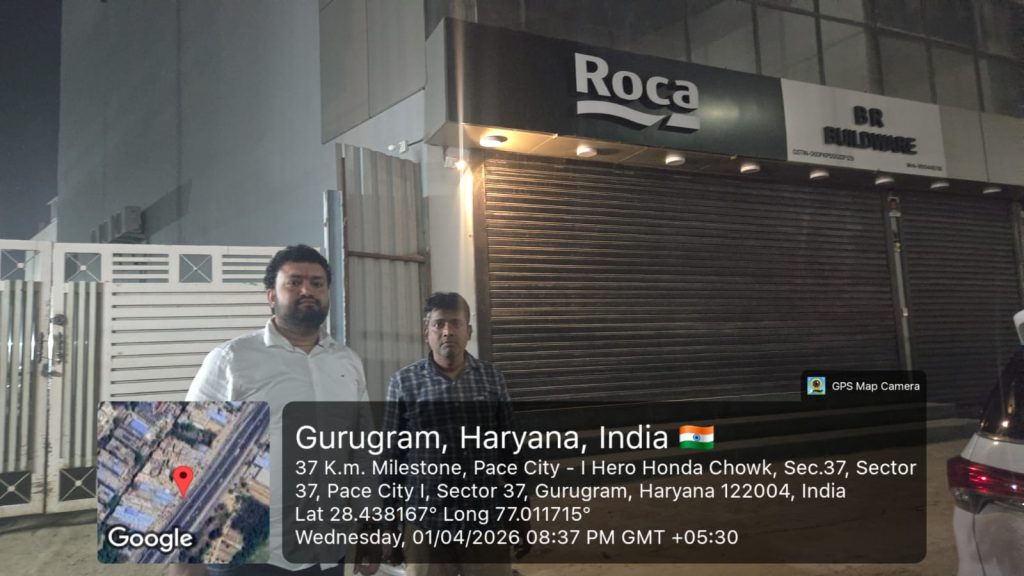 Roca
B R
BUILDWARE
GPS Map Camera
Gurugram, Haryana, India 🇮🇳
37 K.m. Milestone, Pace City - I Hero Honda Chowk, Sec.37, Sector
37, Pace City I, Sector 37, Gurugram, Haryana 122004, India
Lat 28.438167° Long 77.011715°
Wednesday, 01/04/2026 08:37 PM GMT +05:30
Google